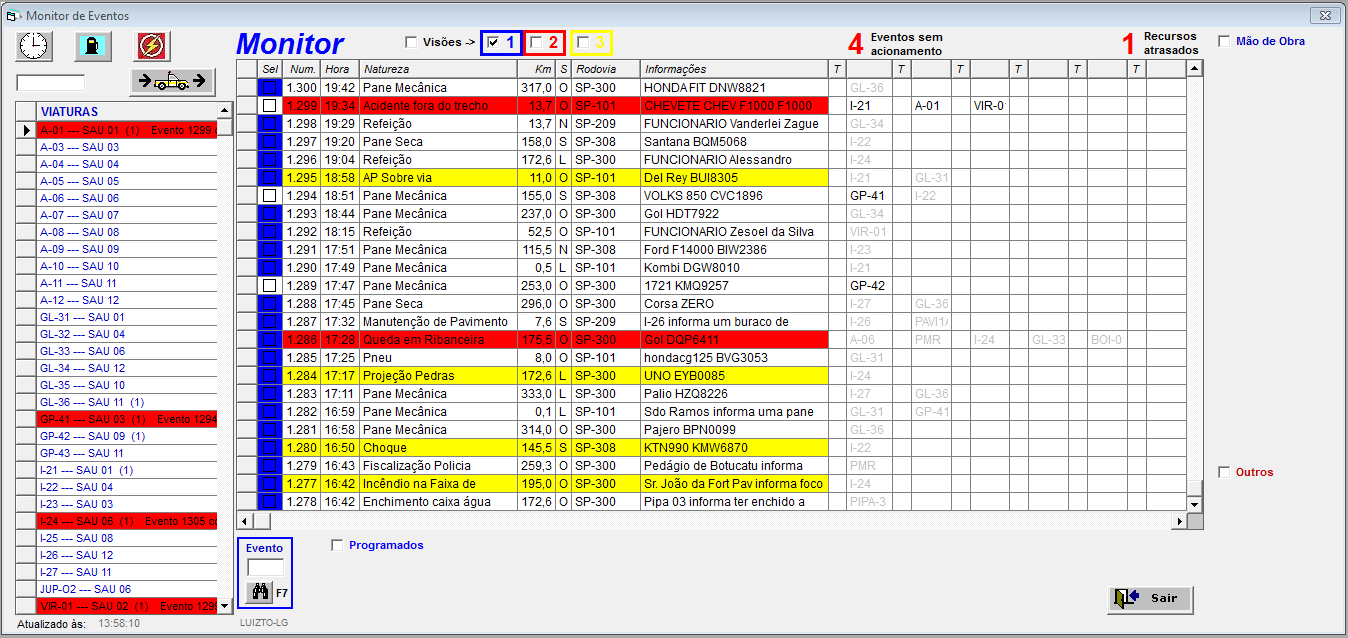 Monitor de Eventos
Monitor
Visões ->
1
2
3
4 Eventos sem acionamento
1 Recursos atrasados
Mão de Obra
VIATURAS
A-01 --- SAU 01 (1) Evento 1299
A-03 --- SAU 03
A-04 --- SAU 04
A-05 --- SAU 05
A-06 --- SAU 06
A-07 --- SAU 07
A-08 --- SAU 08
A-09 --- SAU 09
A-10 --- SAU 10
A-11 --- SAU 11
A-12 --- SAU 12
GL-31 --- SAU 01
GL-32 --- SAU 04
GL-33 --- SAU 06
GL-34 --- SAU 12
GL-35 --- SAU 10
GL-36 --- SAU 11 (1)
GP-41 --- SAU 03 (1) Evento 1294
GP-42 --- SAU 09 (1)
GP-43 --- SAU 11
I-21 --- SAU 01 (1)
I-22 --- SAU 04
I-23 --- SAU 03
I-24 --- SAU 06 (1) Evento 1305 co
I-25 --- SAU 08
I-26 --- SAU 12
I-27 --- SAU 11
JUP-O2 --- SAU 06
VIR-01 --- SAU 02 (1) Evento 1299
Atualizado às: 13:58:10
Sel Num. Hora Natureza Km S Rodovia Informações T T T T T T
1.300 19:42 Pane Mecânica 317,0 O SP-300 HONDA FIT DNW8821 GL-36
1.299 19:34 Acidente fora do trecho 13,7 O SP-101 CHEVETE CHEV F1000 F1000 I-21 A-01 VIR-0
1.298 19:29 Refeição 13,7 N SP-209 FUNCIONARIO Vanderlei Zague GL-34
1.297 19:20 Pane Seca 158,0 S SP-308 Santana BQM5068 I-22
1.296 19:04 Refeição 172,6 L SP-300 FUNCIONARIO Alessandro I-24
1.295 18:58 AP Sobre via 11,0 O SP-101 Del Rey BUI8305 I-21 GL-31
1.294 18:51 Pane Mecânica 155,0 S SP-308 VOLKS 850 CVC1896 GP-41 I-22
1.293 18:44 Pane Mecânica 237,0 O SP-300 Gol HDT7922 GL-34
1.292 18:15 Refeição 52,5 O SP-101 FUNCIONARIO Zesoel da Silva VIR-01
1.291 17:51 Pane Mecânica 115,5 N SP-308 Ford F14000 BIW2386 I-23
1.290 17:49 Pane Mecânica 0,5 L SP-101 Kombi DGW8010 I-21
1.289 17:47 Pane Mecânica 253,0 O SP-300 1721 KMQ9257 GP-42
1.288 17:45 Pane Seca 296,0 O SP-300 Corsa ZERO I-27 GL-36
1.287 17:32 Manutenção de Pavimento 7,6 S SP-209 I-26 informa um buraco de I-26 PAVI1
1.286 17:28 Queda em Ribanceira 175,5 O SP-300 Gol DQP6411 A-06 PMR I-24 GL-33 BOI-0
1.285 17:25 Pneu 8,0 O SP-101 hondacg125 BVG3053 GL-31
1.284 17:17 Projeção Pedras 172,6 L SP-300 UNO EYB0085 I-24
1.283 17:11 Pane Mecânica 333,0 L SP-300 Palio HZQ8226 I-27 GL-36
1.282 16:59 Pane Mecânica 0,1 L SP-101 Sdo Ramos informa uma pane GL-31 GP-41
1.281 16:58 Pane Mecânica 314,0 O SP-300 Pajero BPN0099 GL-36
1.280 16:50 Choque 145,5 S SP-308 KTN990 KMW6870 I-22
1.279 16:43 Fiscalização Policia 259,3 O SP-300 Pedágio de Botucatu informa PMR
1.277 16:42 Incêndio na Faixa de 195,0 O SP-300 Sr. João da Fort Pav informa foco I-24
1.278 16:42 Enchimento caixa água 172,6 O SP-300 Pipa 03 informa ter enchido a PIPA-3
Outros
Evento
F7
Programados
LUIZTO-LG
Sair